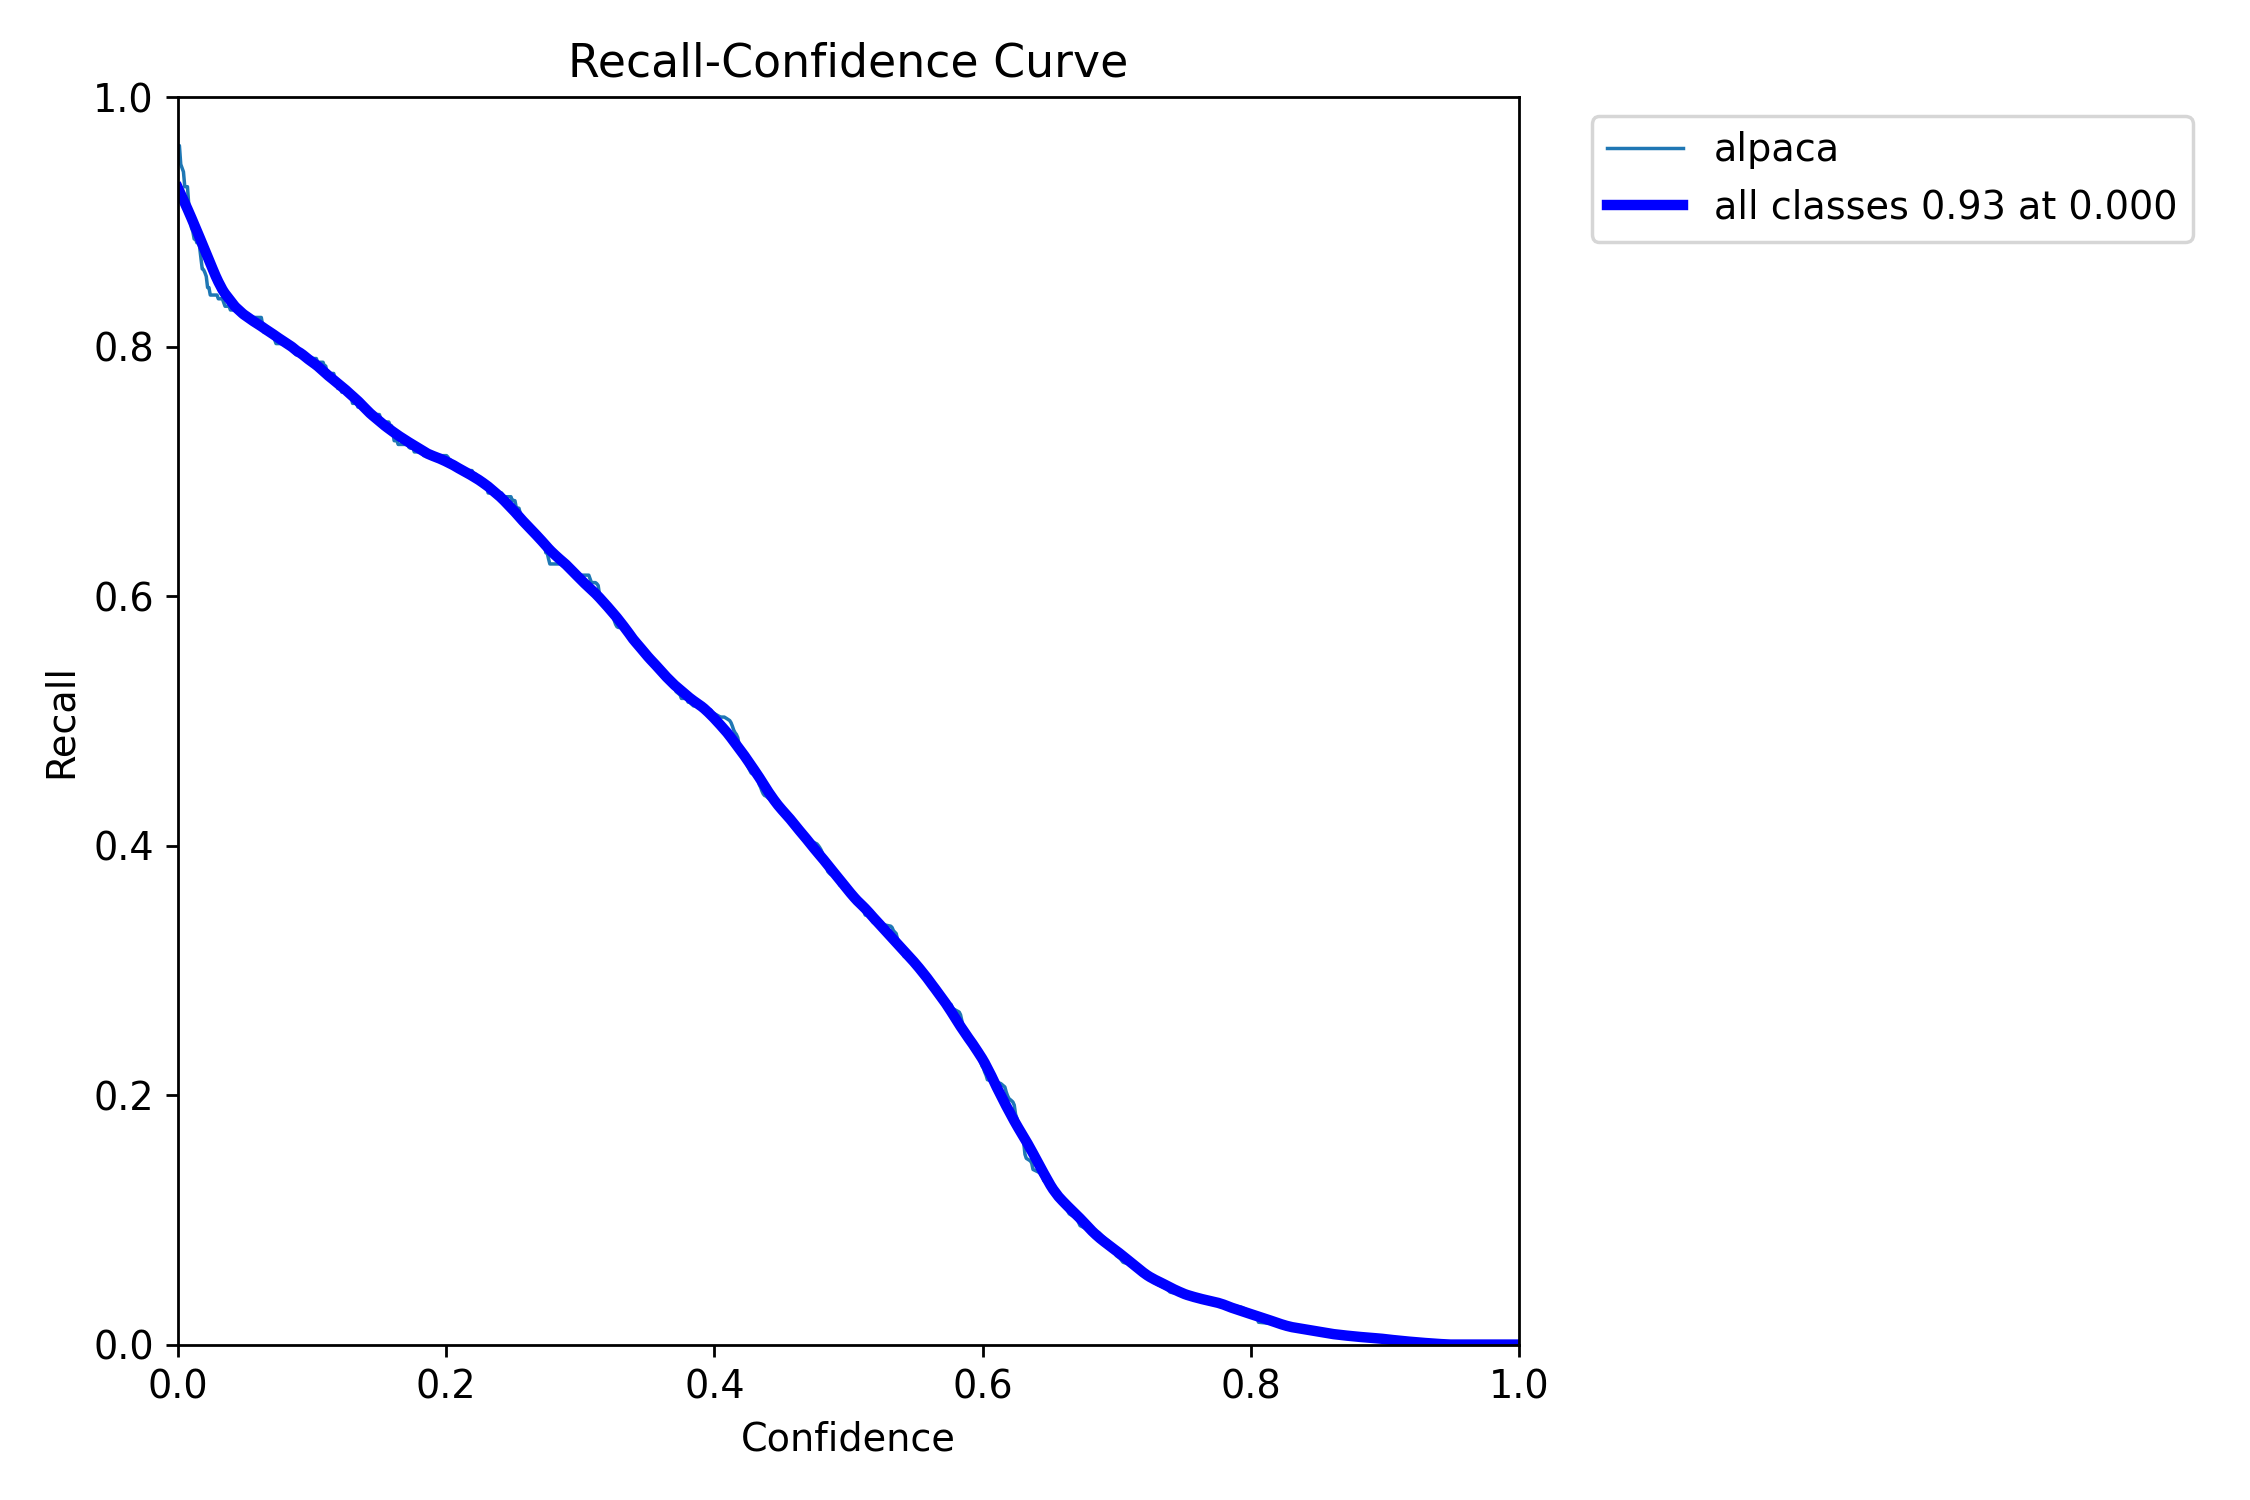 Recall-Confidence Curve
1.0
0.8
0.6
0.4
0.2
0.0
Recall
0.0 0.2 0.4 0.6 0.8 1.0
Confidence
alpaca
all classes 0.93 at 0.000